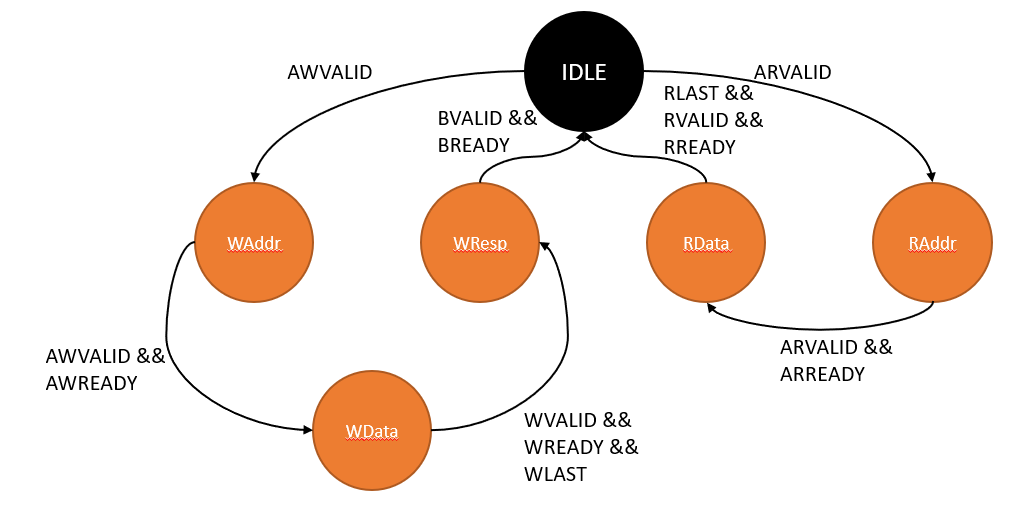 IDLE
AWVALID
ARVALID
BVALID &&
BREADY
RLAST &&
RVALID &&
RREADY
WAddr
WResp
RData
RAddr
AWVALID &&
AWREADY
ARVALID &&
ARREADY
WData
WVALID &&
WREADY &&
WLAST